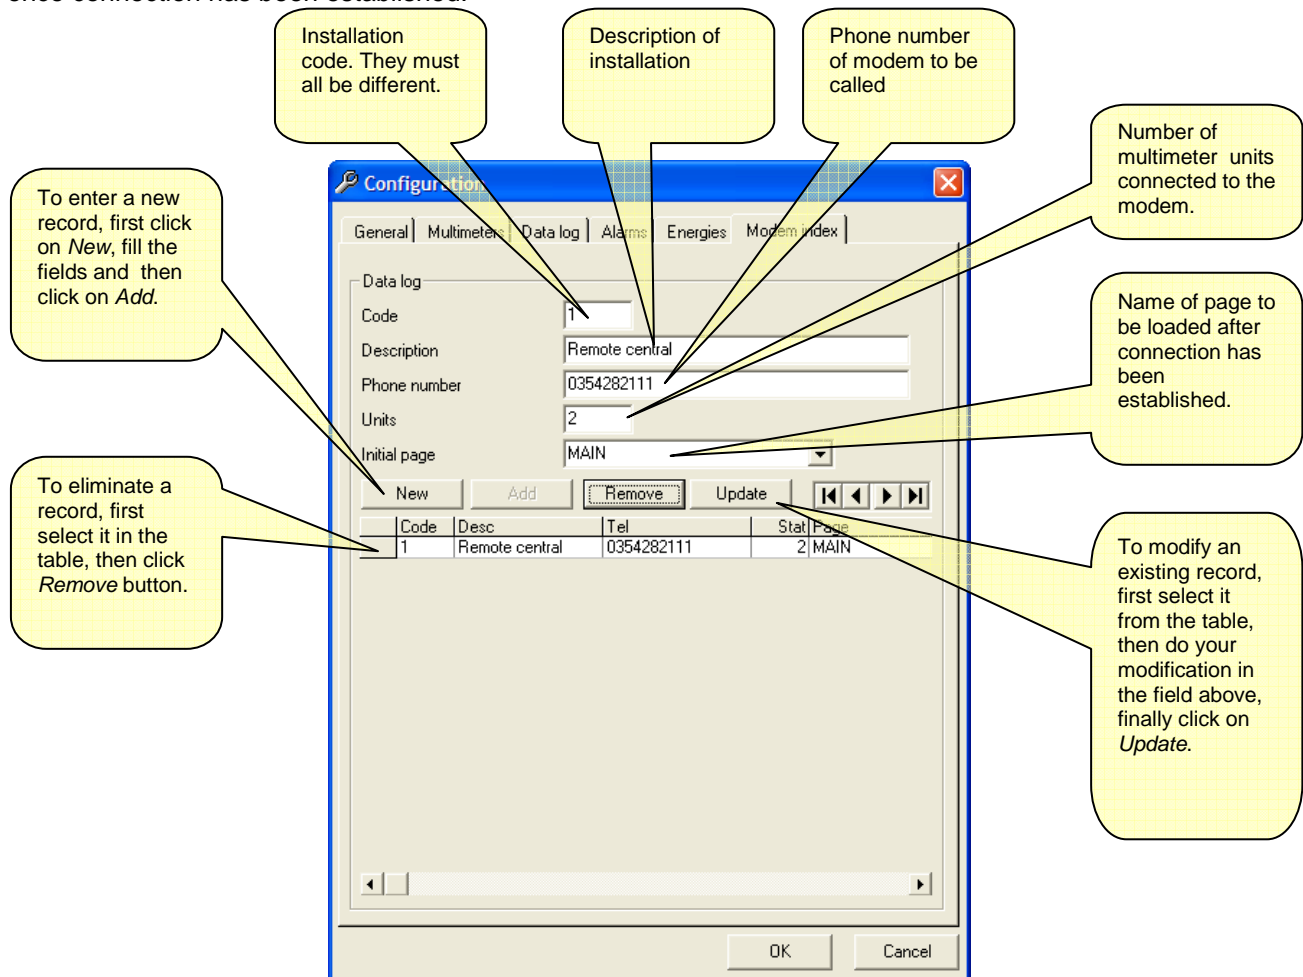 once connection has been established.
Installation
code. They must
all be different.
Description of
installation
Phone number
of modem to be
called
Number of
multimeter units
connected to the
modem.
To enter a new
record, first click
on New, fill the
fields and then
click on Add.
Name of page to
be loaded after
connection has
been
established.
To eliminate a
record, first
select it in the
table, then click
Remove button.
To modify an
existing record,
first select it
from the table,
then do your
modification in
the field above,
finally click on
Update.
Configuration
General Multimeters Data log Alarms Energies Modem index
Data log
Code 1
Description Remote central
Phone number 0354282111
Units 2
Initial page MAIN
New Add Remove Update
Code Desc Tel Stat Page
1 Remote central 0354282111 2 MAIN
OK Cancel